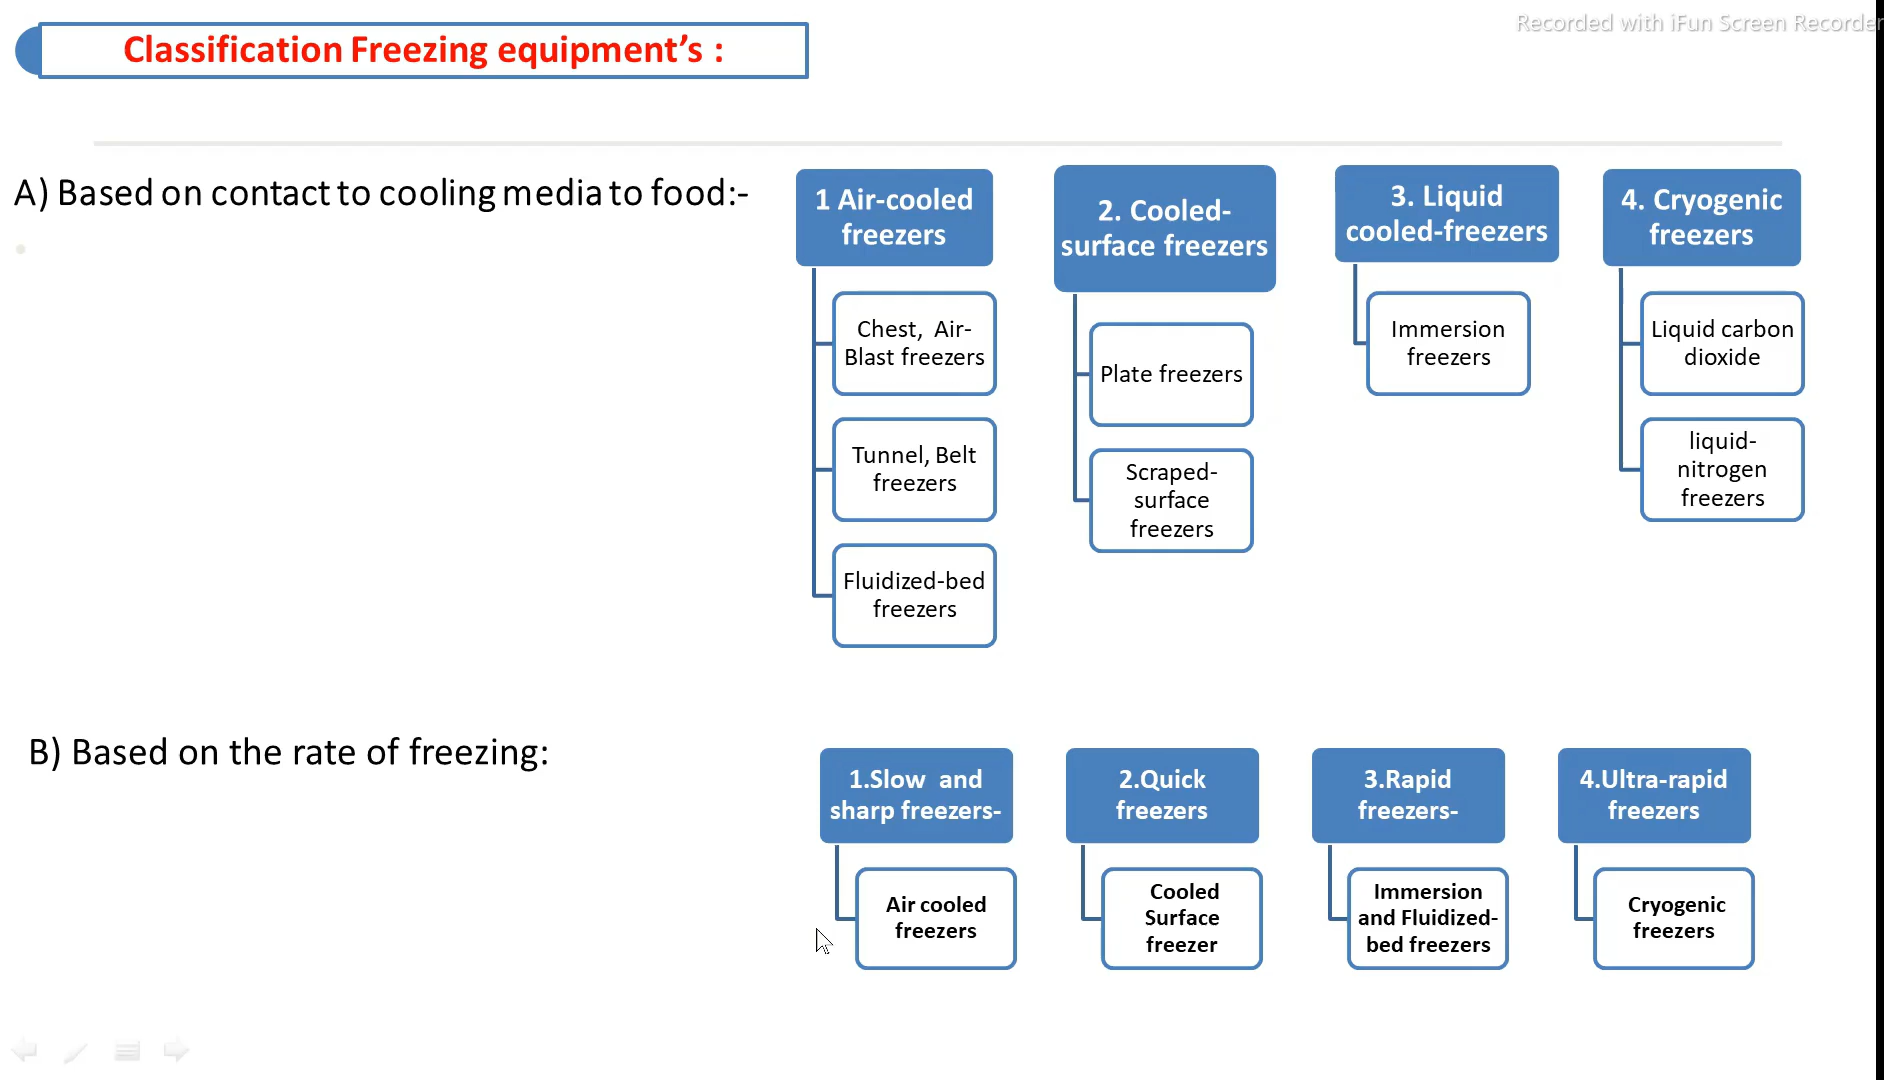 Recorded with iFun Screen Recorder
Classification Freezing equipment’s :
A) Based on contact to cooling media to food:-
1 Air-cooled
freezers
Chest,  Air-
Blast freezers
Tunnel, Belt
freezers
Fluidized-bed
freezers
2. Cooled-
surface freezers
Plate freezers
Scraped-
surface
freezers
3. Liquid
cooled-freezers
Immersion
freezers
4. Cryogenic
freezers
Liquid carbon
dioxide
liquid-
nitrogen
freezers
B) Based on the rate of freezing:
1.Slow  and
sharp freezers-
Air cooled
freezers
2.Quick
freezers
Cooled
Surface
freezer
3.Rapid
freezers-
Immersion
and Fluidized-
bed freezers
4.Ultra-rapid
freezers
Cryogenic
freezers